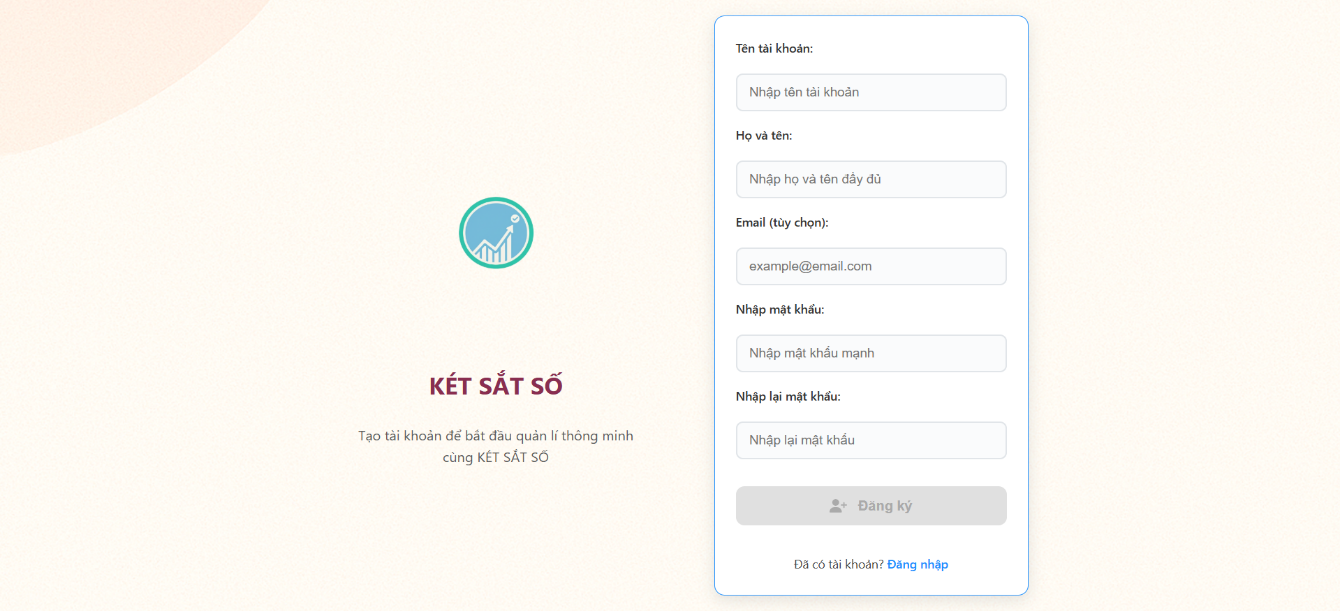 KÉT SẮT SỐ
Tạo tài khoản để bắt đầu quản lí thông minh
cùng KÉT SẮT SỐ
Tên tài khoản:
Nhập tên tài khoản
Họ và tên:
Nhập họ và tên đầy đủ
Email (tùy chọn):
example@email.com
Nhập mật khẩu:
Nhập mật khẩu mạnh
Nhập lại mật khẩu:
Nhập lại mật khẩu
Đăng ký
Đã có tài khoản? Đăng nhập